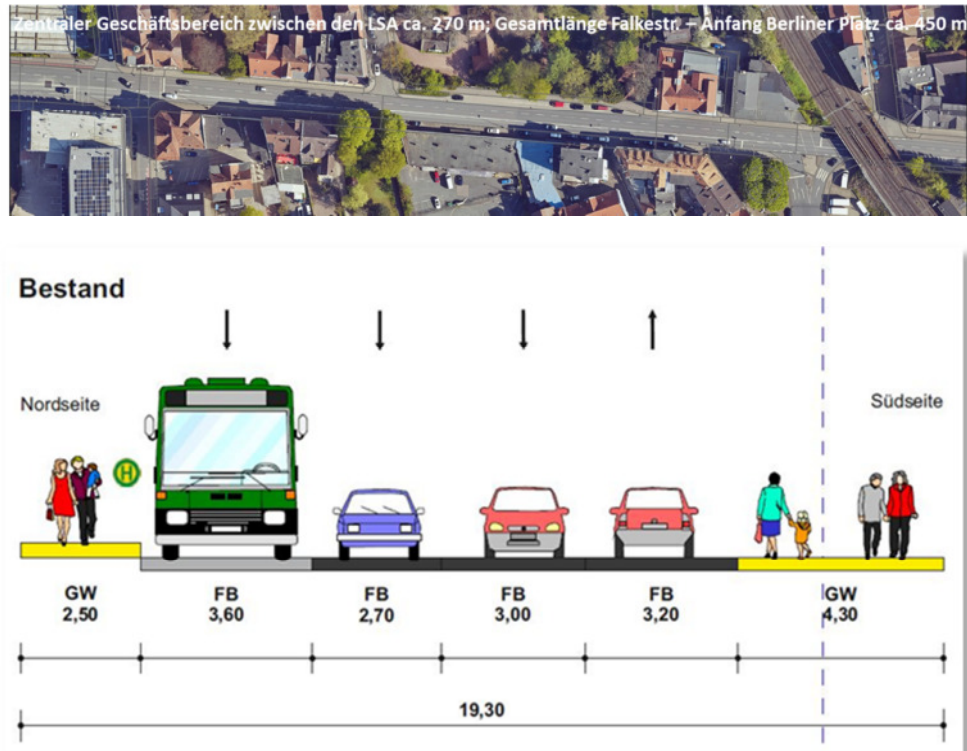 Zentraler Geschäftsbereich zwischen den LSA ca. 270 m; Gesamtlänge Falkestr. – Anfang Berliner Platz ca. 450 m
Bestand
Nordseite
Südseite
H
GW FB FB FB FB GW
2,50 3,60 2,70 3,00 3,20 4,30
19,30